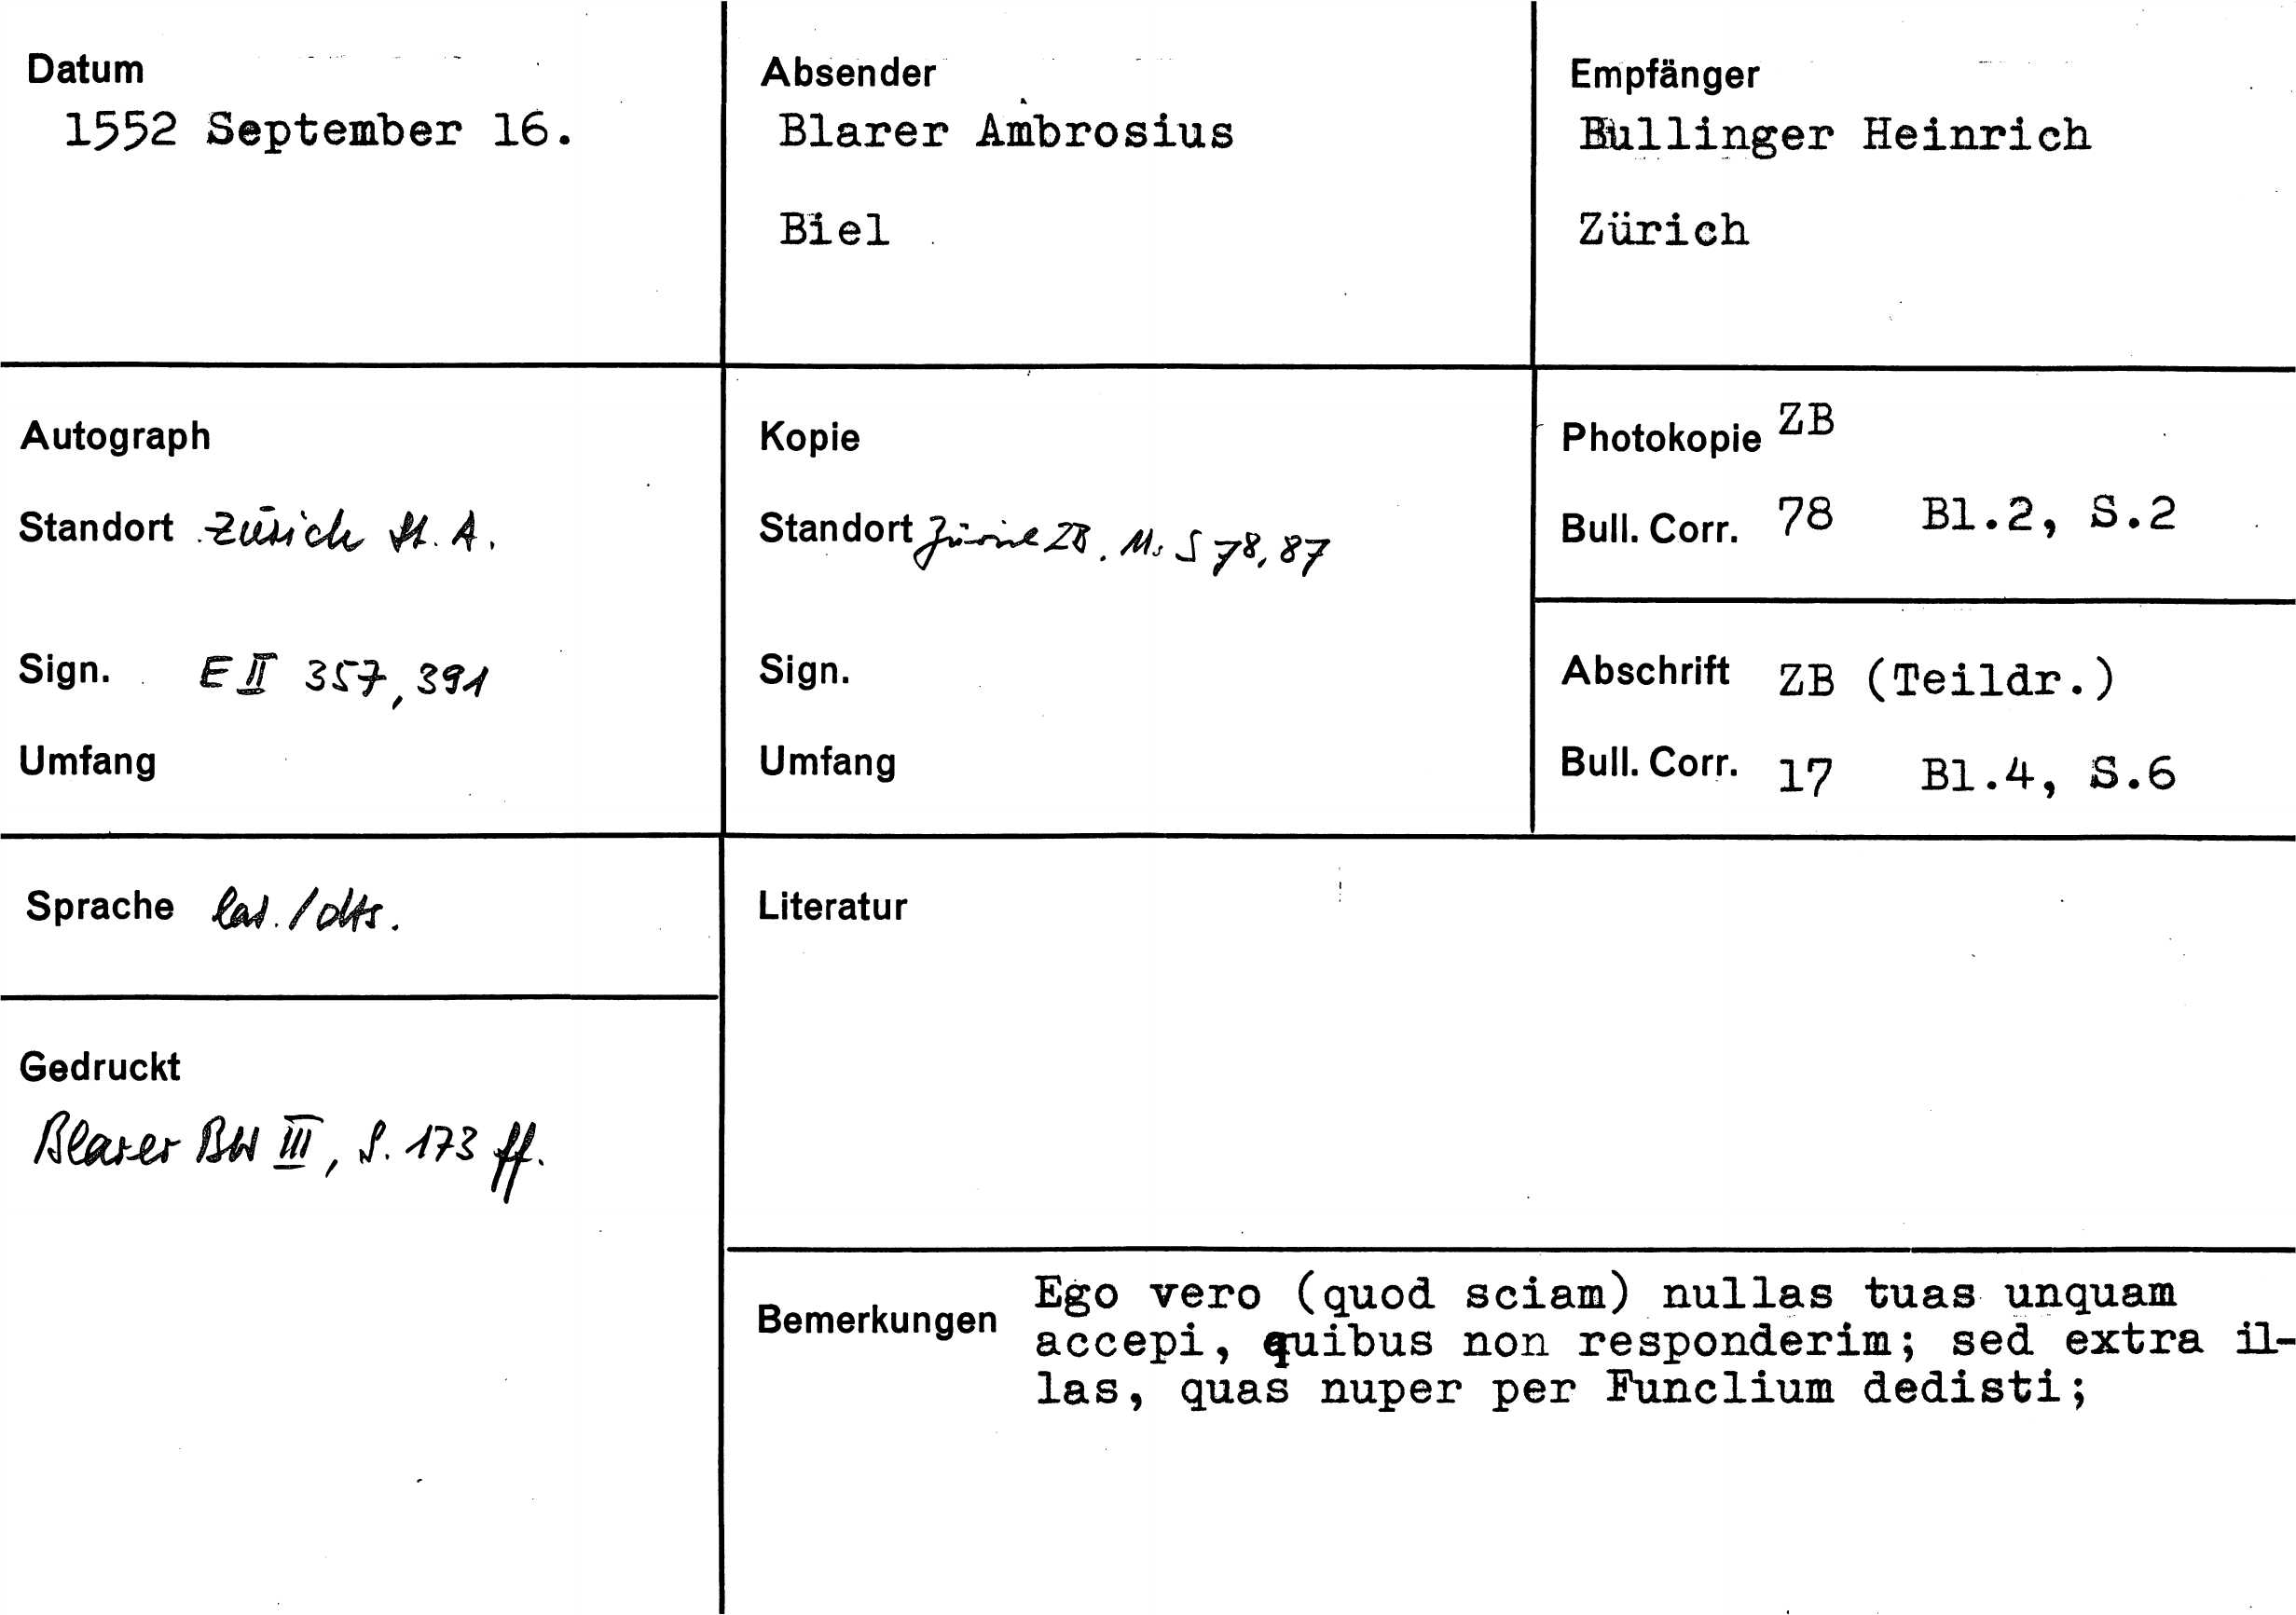 Datum
1552 September 16.
Absender
Blarer Ambrosius
Biel
Empfänger
Bullinger Heinrich
Zürich
Autograph
Standort Zürich St. A.
Sign. E II 357, 391
Umfang
Kopie
Standort Zürich ZB. Ms S 78, 87
Sign.
Umfang
Photokopie ZB
Bull. Corr. 78 Bl.2, S.2
Abschrift ZB (Teildr.)
Bull. Corr. 17 Bl.4, S.6
Sprache lat. / dts.
Gedruckt
Blarer BW III, S. 173 ff.
Literatur
Bemerkungen
Ego vero (quod sciam) nullas tuas unquam
accepi, quibus non responderim; sed extra il-
las, quas nuper per Funclium dedisti;